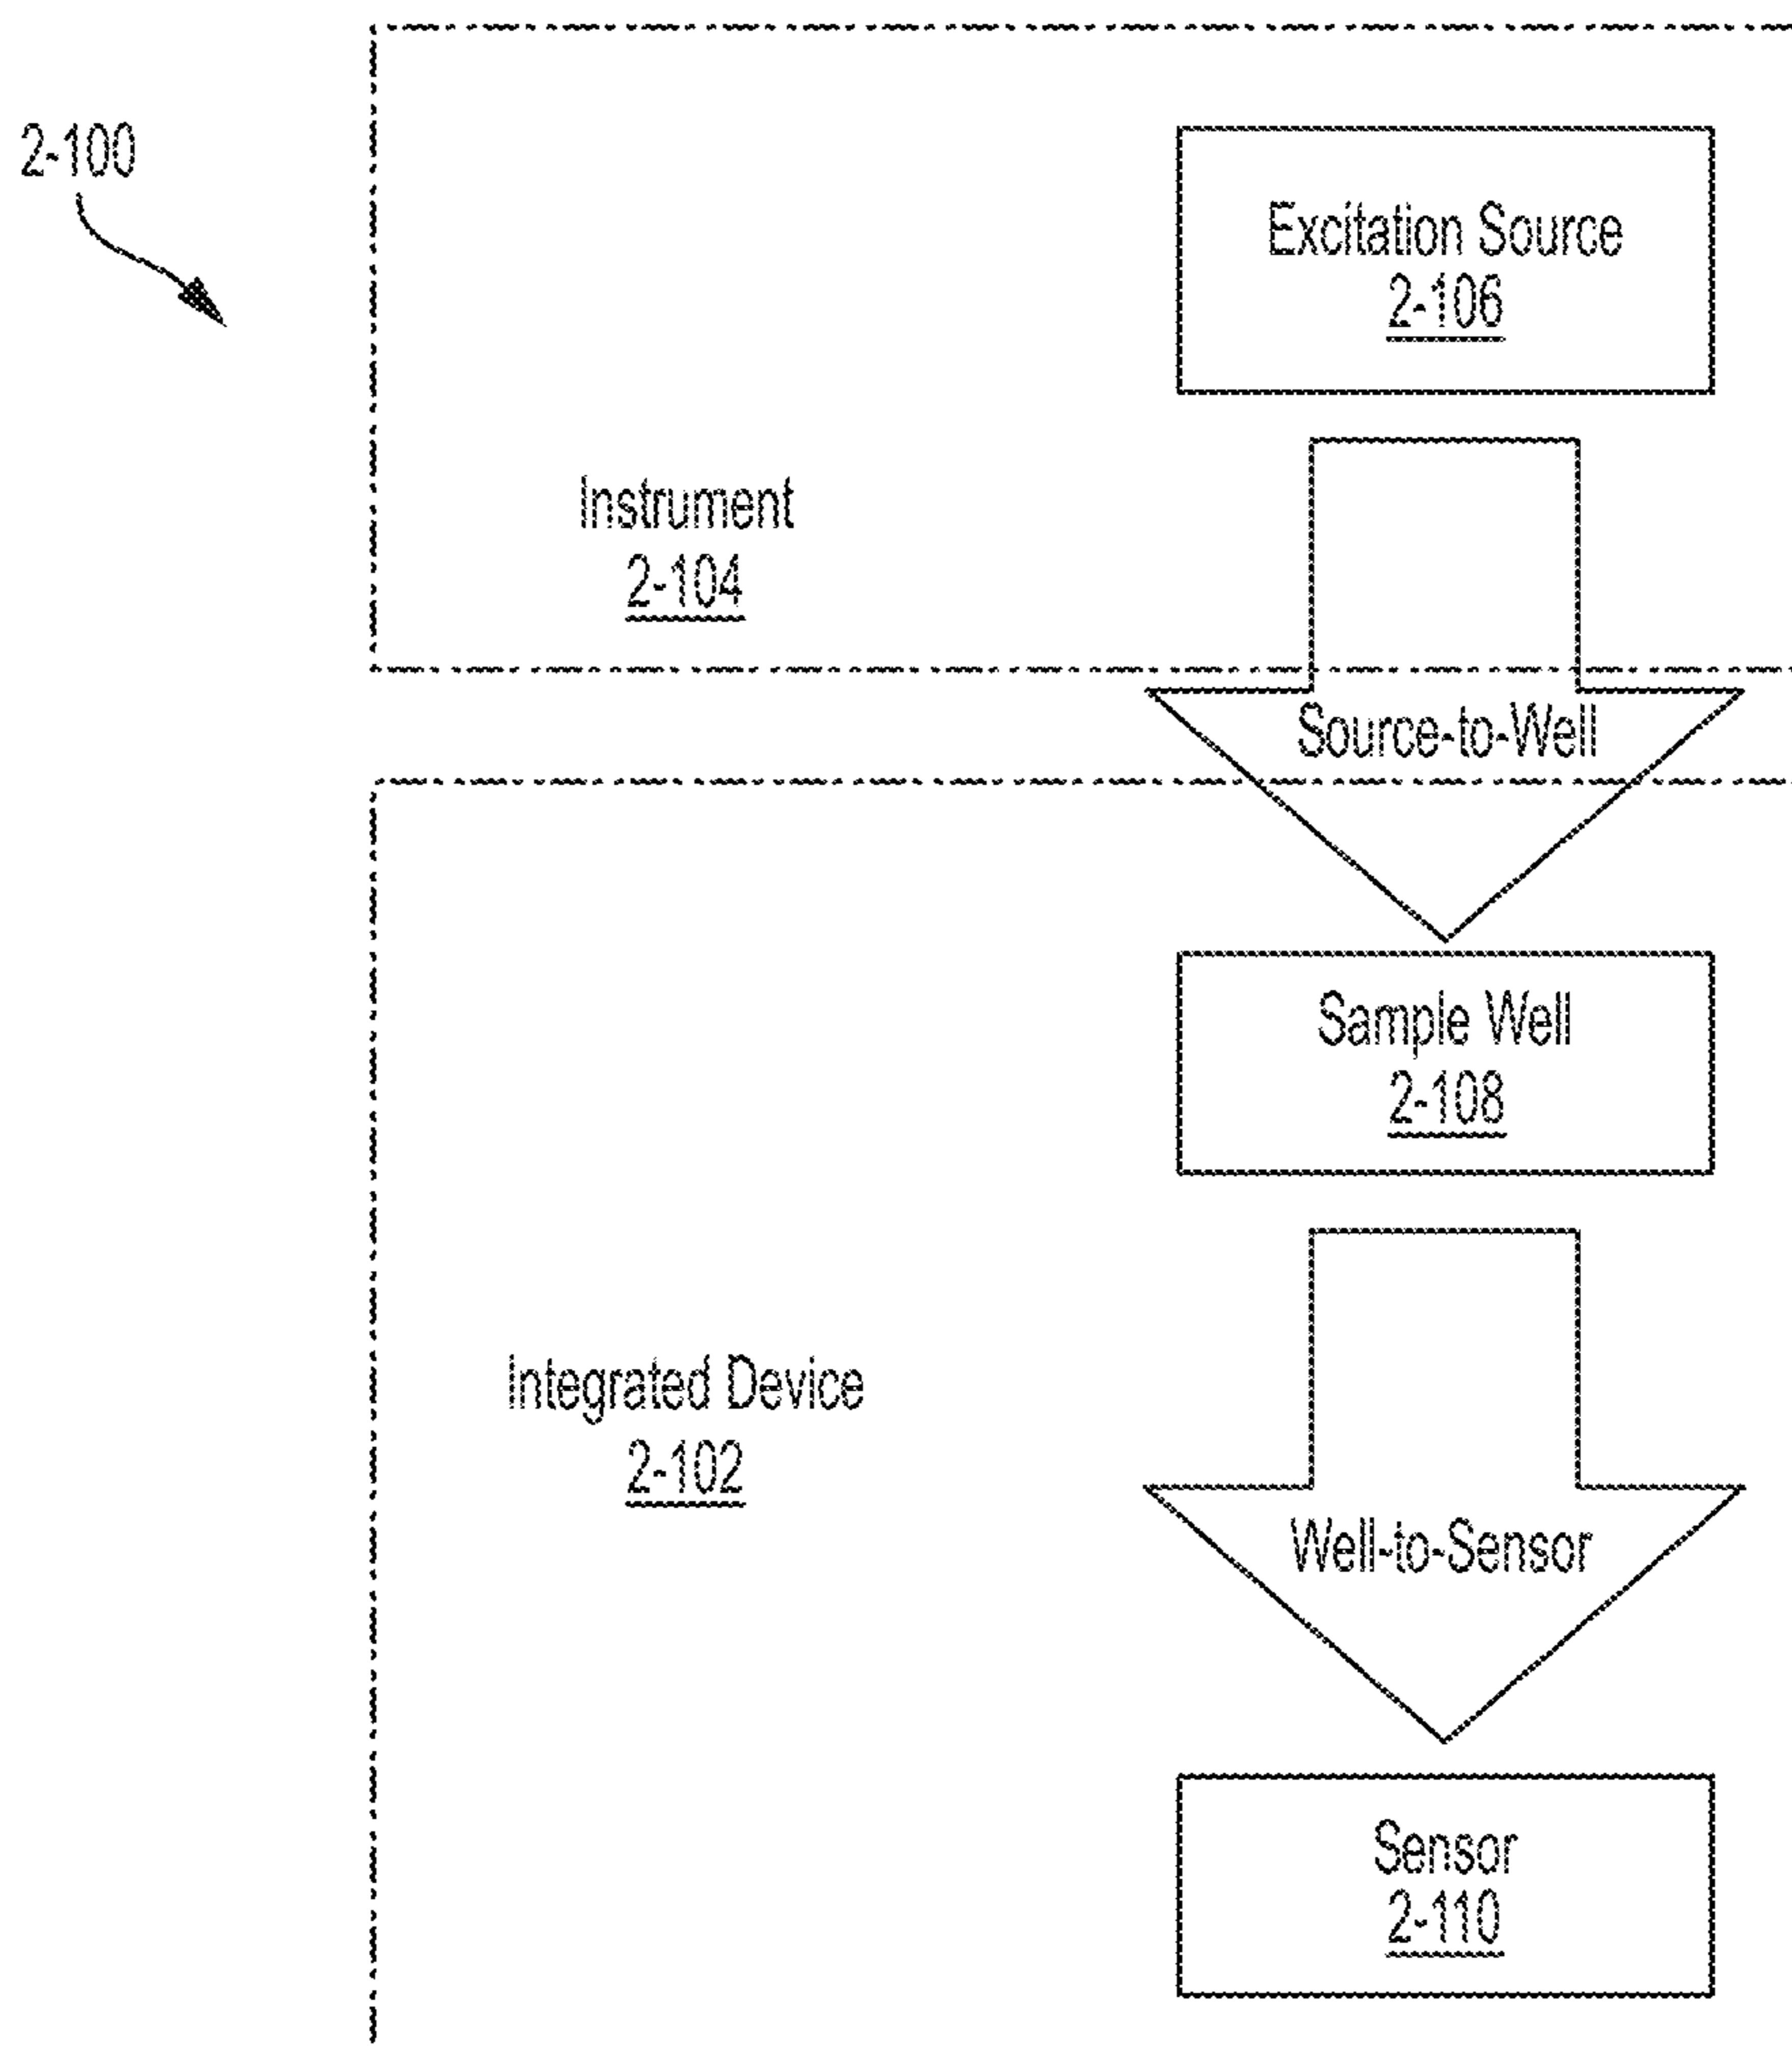 2-100
Excitation Source
2-106
Instrument
2-104
Source-to-Well
Sample Well
2-108
Integrated Device
2-102
Well-to-Sensor
Sensor
2-110